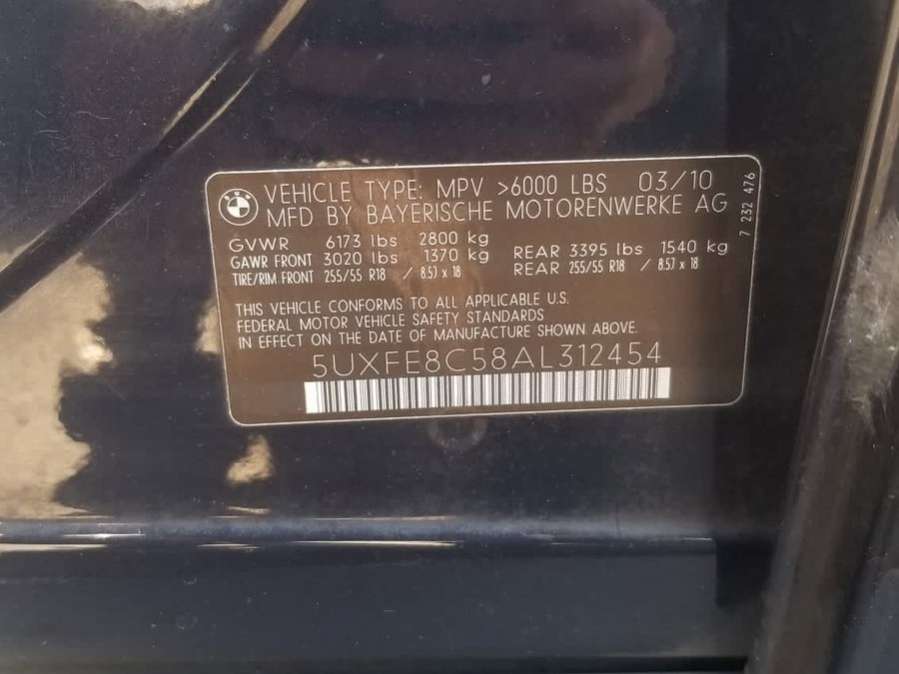 BMW
VEHICLE TYPE: MPV >6000 LBS 03/10
MFD BY BAYERISCHE MOTORENWERKE AG
GVWR 6173 lbs 2800 kg
GAWR FRONT 3020 lbs 1370 kg REAR 3395 lbs 1540 kg
TIRE/RIM FRONT 255/55 R18 / 8.5J x 18 REAR 255/55 R18 / 8.5J x 18
THIS VEHICLE CONFORMS TO ALL APPLICABLE U.S.
FEDERAL MOTOR VEHICLE SAFETY STANDARDS
IN EFFECT ON THE DATE OF MANUFACTURE SHOWN ABOVE.
5UXFE8C58AL312454
7 232 476